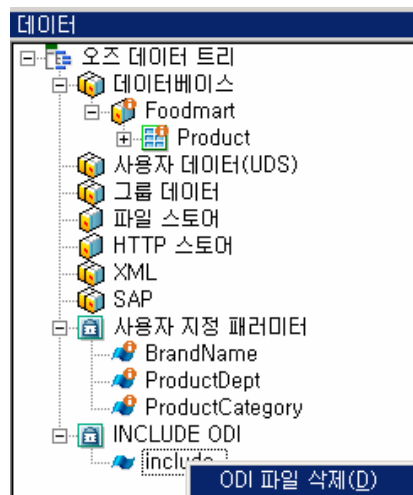 데이터
오즈 데이터 트리
데이터베이스
Foodmart
Product
사용자 데이터(UDS)
그룹 데이터
파일 스토어
HTTP 스토어
XML
SAP
사용자 지정 패러미터
BrandName
ProductDept
ProductCategory
INCLUDE ODI
include
ODI 파일 삭제(D)